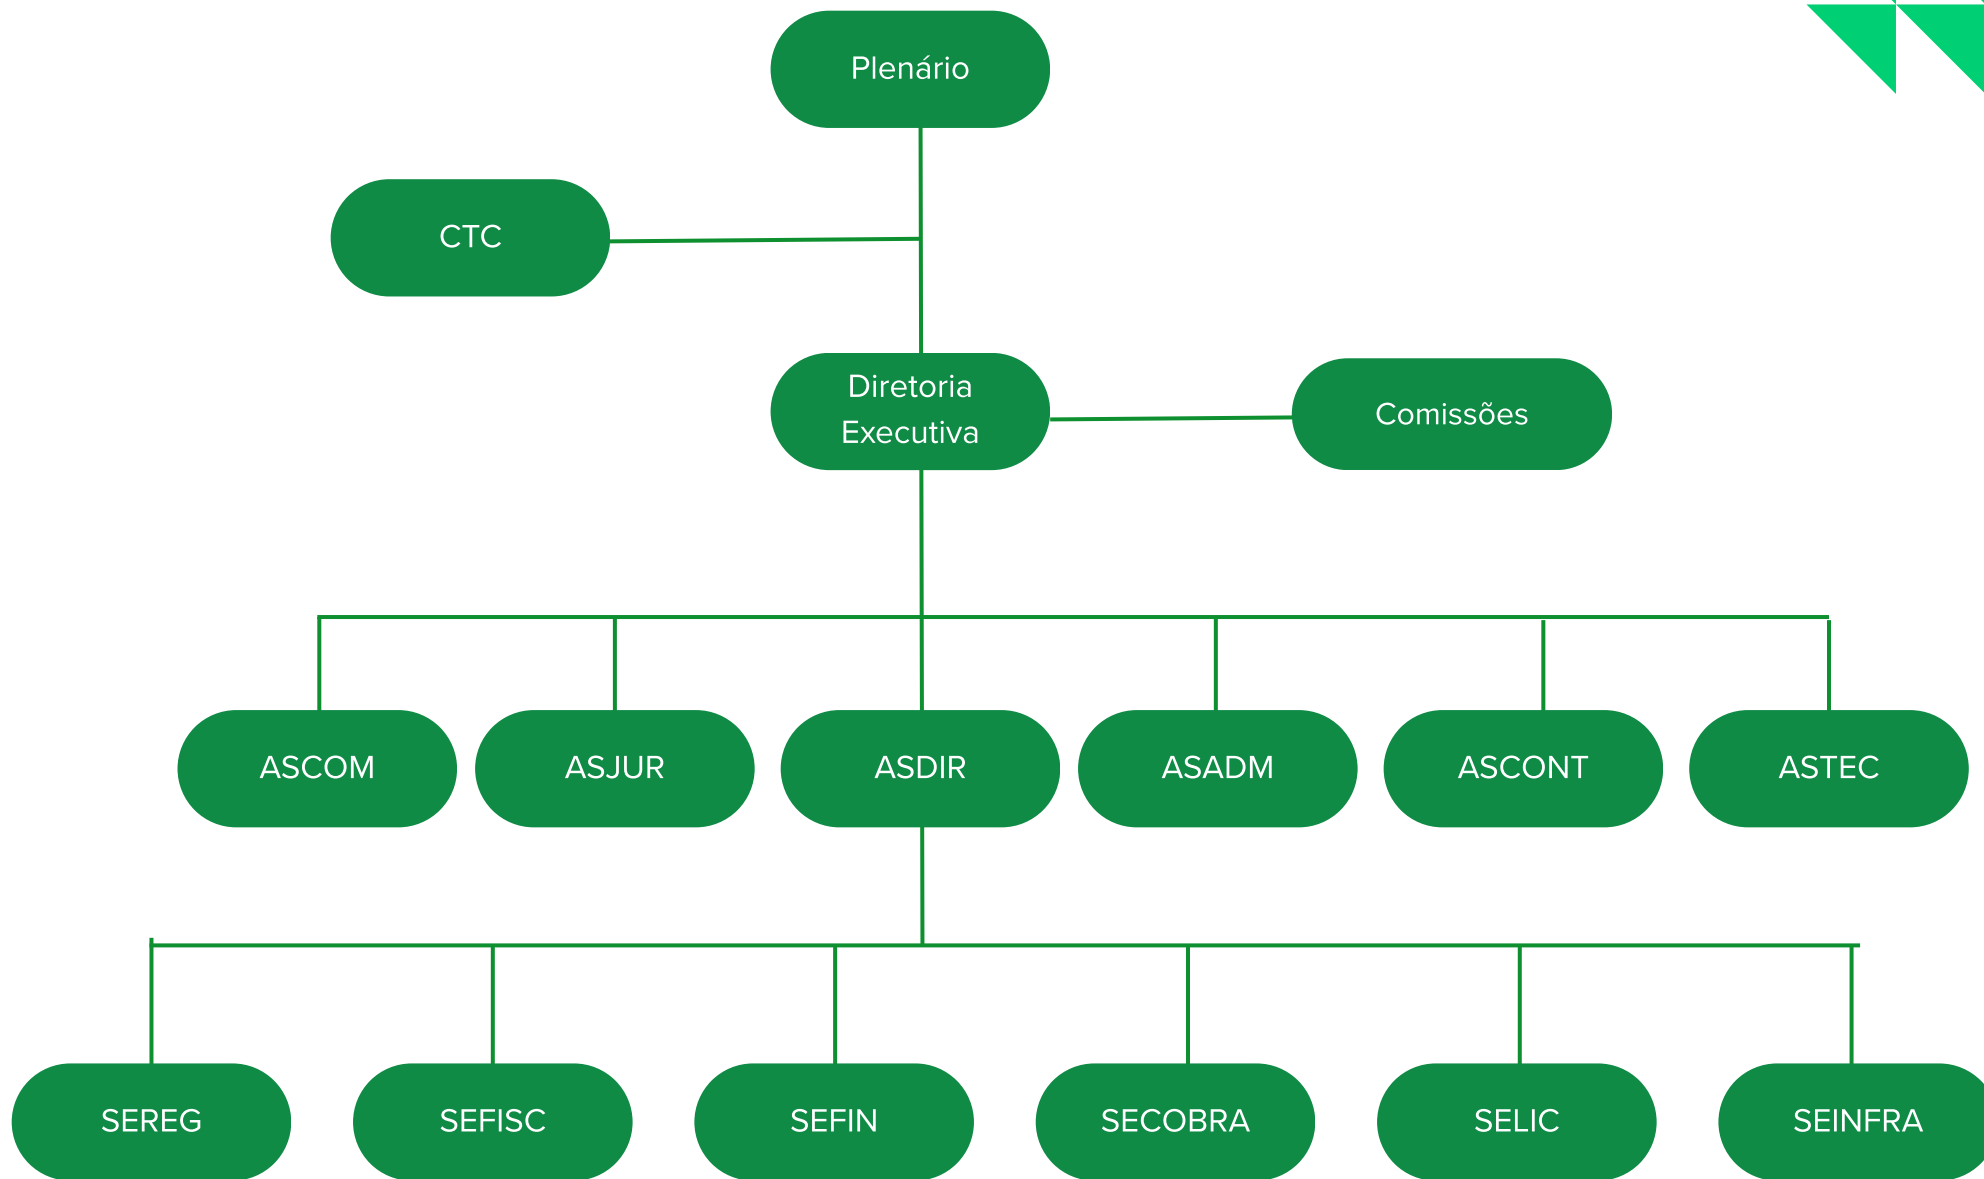 Plenário
CTC
Diretoria
Executiva
Comissões
ASCOM
ASJUR
ASDIR
ASADM
ASCONT
ASTEC
SEREG
SEFISC
SEFIN
SECOBRA
SELIC
SEINFRA